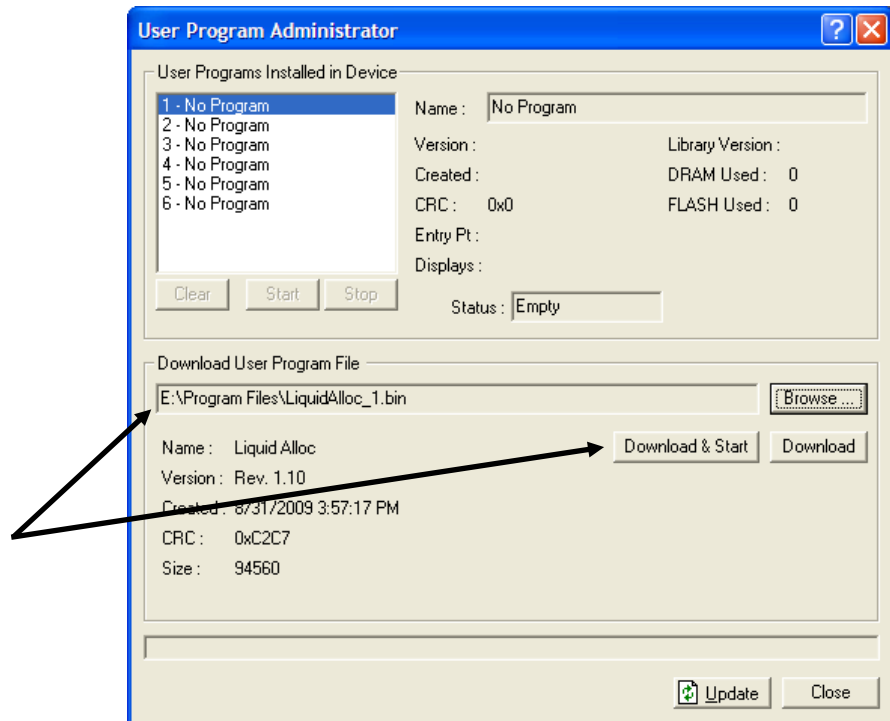 User Program Administrator
User Programs Installed in Device
1 - No Program
2 - No Program
3 - No Program
4 - No Program
5 - No Program
6 - No Program
Clear Start Stop
Name : No Program
Version : Library Version :
Created : DRAM Used : 0
CRC : 0x0 FLASH Used : 0
Entry Pt :
Displays :
Status : Empty
Download User Program File
E:\Program Files\LiquidAlloc_1.bin Browse ...
Name : Liquid Alloc Download & Start Download
Version : Rev. 1.10
Created : 8/31/2009 3:57:17 PM
CRC : 0xC2C7
Size : 94560
Update Close